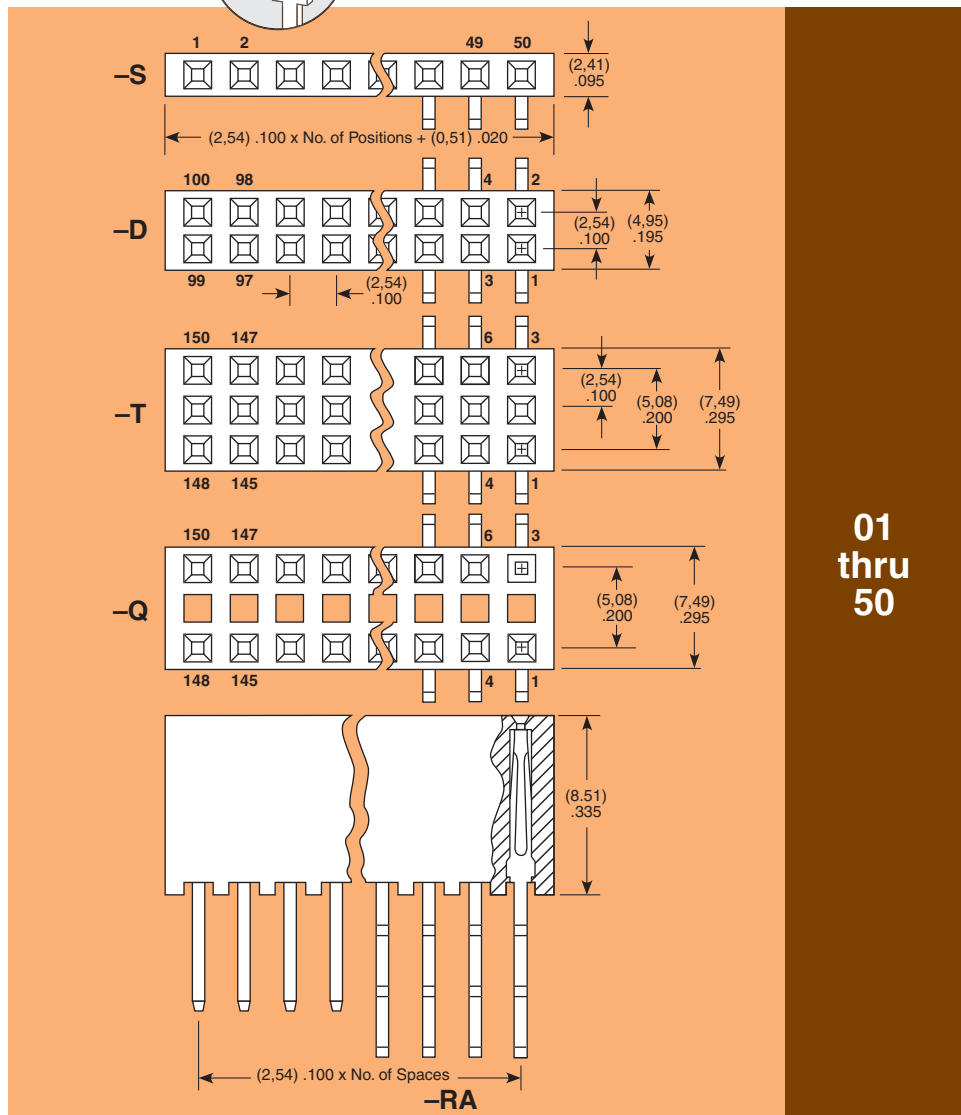 1 2 49 50
–S
(2,41)
.095
(2,54) .100 x No. of Positions + (0,51) .020
100 98 4 2
–D
(2,54)
.100
(4,95)
.195
99 97 3 1
(2,54)
.100
150 147 6 3
–T
(2,54)
.100
(5,08)
.200
(7,49)
.295
148 145 4 1
150 147 6 3
–Q
(5,08)
.200
(7,49)
.295
148 145 4 1
(8.51)
.335
(2,54) .100 x No. of Spaces
–RA
01
thru
50